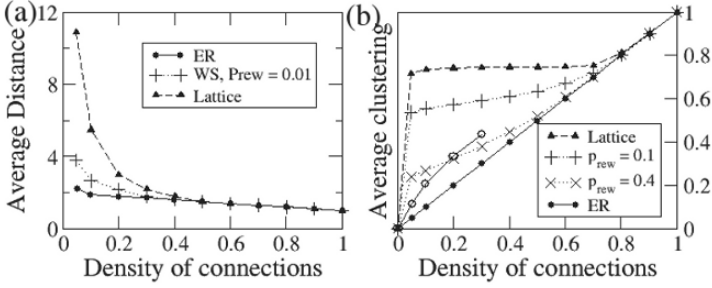 (a)
12
8
4
0
Average Distance
ER
WS, Prew = 0.01
Lattice
0 0.2 0.4 0.6 0.8 1
Density of connections
(b)
Average clustering
1
0.8
0.6
0.4
0.2
0
Lattice
p_rew = 0.1
p_rew = 0.4
ER
0 0.2 0.4 0.6 0.8 1
Density of connections